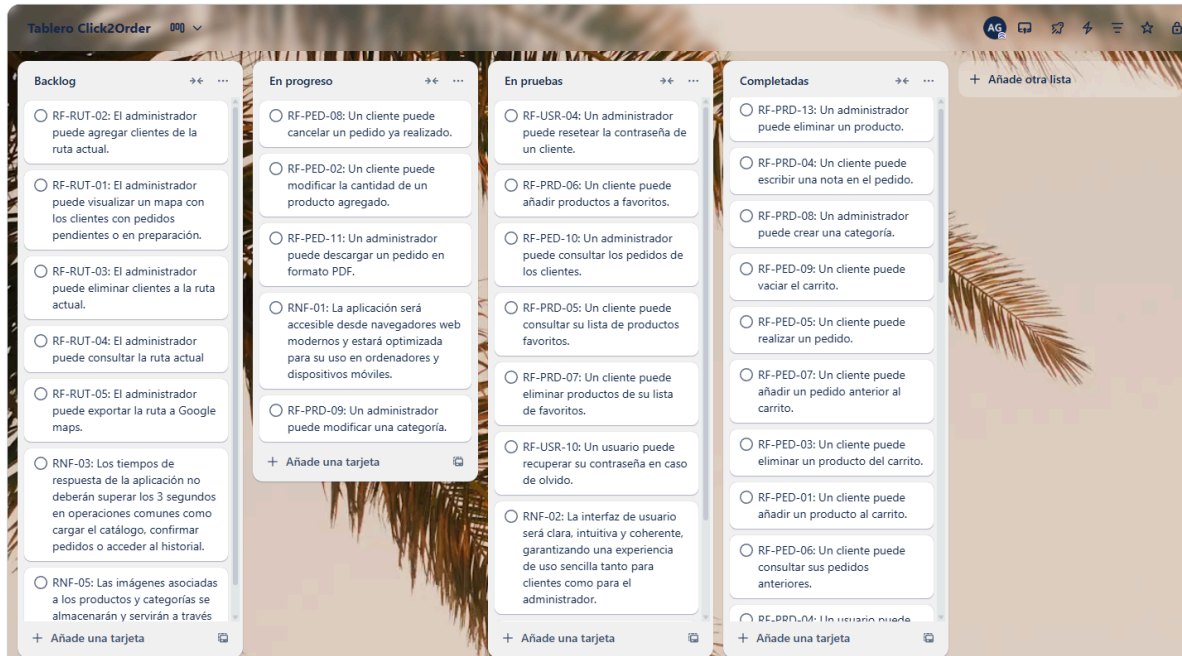 Tablero Click2Order
AG
Backlog
RF-RUT-02: El administrador
puede agregar clientes de la
ruta actual.
RF-RUT-01: El administrador
puede visualizar un mapa con
los clientes con pedidos
pendientes o en preparación.
RF-RUT-03: El administrador
puede eliminar clientes a la ruta
actual.
RF-RUT-04: El administrador
puede consultar la ruta actual
RF-RUT-05: El administrador
puede exportar la ruta a Google
maps.
RNF-03: Los tiempos de
respuesta de la aplicación no
deberán superar los 3 segundos
en operaciones comunes como
cargar el catálogo, confirmar
pedidos o acceder al historial.
RNF-05: Las imágenes asociadas
a los productos y categorías se
almacenarán y servirán a través
+ Añade una tarjeta
En progreso
RF-PED-08: Un cliente puede
cancelar un pedido ya realizado.
RF-PED-02: Un cliente puede
modificar la cantidad de un
producto agregado.
RF-PED-11: Un administrador
puede descargar un pedido en
formato PDF.
RNF-01: La aplicación será
accesible desde navegadores web
modernos y estará optimizada
para su uso en ordenadores y
dispositivos móviles.
RF-PRD-09: Un administrador
puede modificar una categoría.
+ Añade una tarjeta
En pruebas
RF-USR-04: Un administrador
puede resetear la contraseña de
un cliente.
RF-PRD-06: Un cliente puede
añadir productos a favoritos.
RF-PED-10: Un administrador
puede consultar los pedidos de
los clientes.
RF-PRD-05: Un cliente puede
consultar su lista de productos
favoritos.
RF-PRD-07: Un cliente puede
eliminar productos de su lista
de favoritos.
RF-USR-10: Un usuario puede
recuperar su contraseña en caso
de olvido.
RNF-02: La interfaz de usuario
será clara, intuitiva y coherente,
garantizando una experiencia
de uso sencilla tanto para
clientes como para el
administrador.
+ Añade una tarjeta
Completadas
RF-PRD-13: Un administrador
puede eliminar un producto.
RF-PRD-04: Un cliente puede
escribir una nota en el pedido.
RF-PRD-08: Un administrador
puede crear una categoría.
RF-PED-09: Un cliente puede
vaciar el carrito.
RF-PED-05: Un cliente puede
realizar un pedido.
RF-PED-07: Un cliente puede
añadir un pedido anterior al
carrito.
RF-PED-03: Un cliente puede
eliminar un producto del carrito.
RF-PED-01: Un cliente puede
añadir un producto al carrito.
RF-PED-06: Un cliente puede
consultar sus pedidos
anteriores.
RF-PRD-04: Un usuario puede
+ Añade una tarjeta
+ Añade otra lista